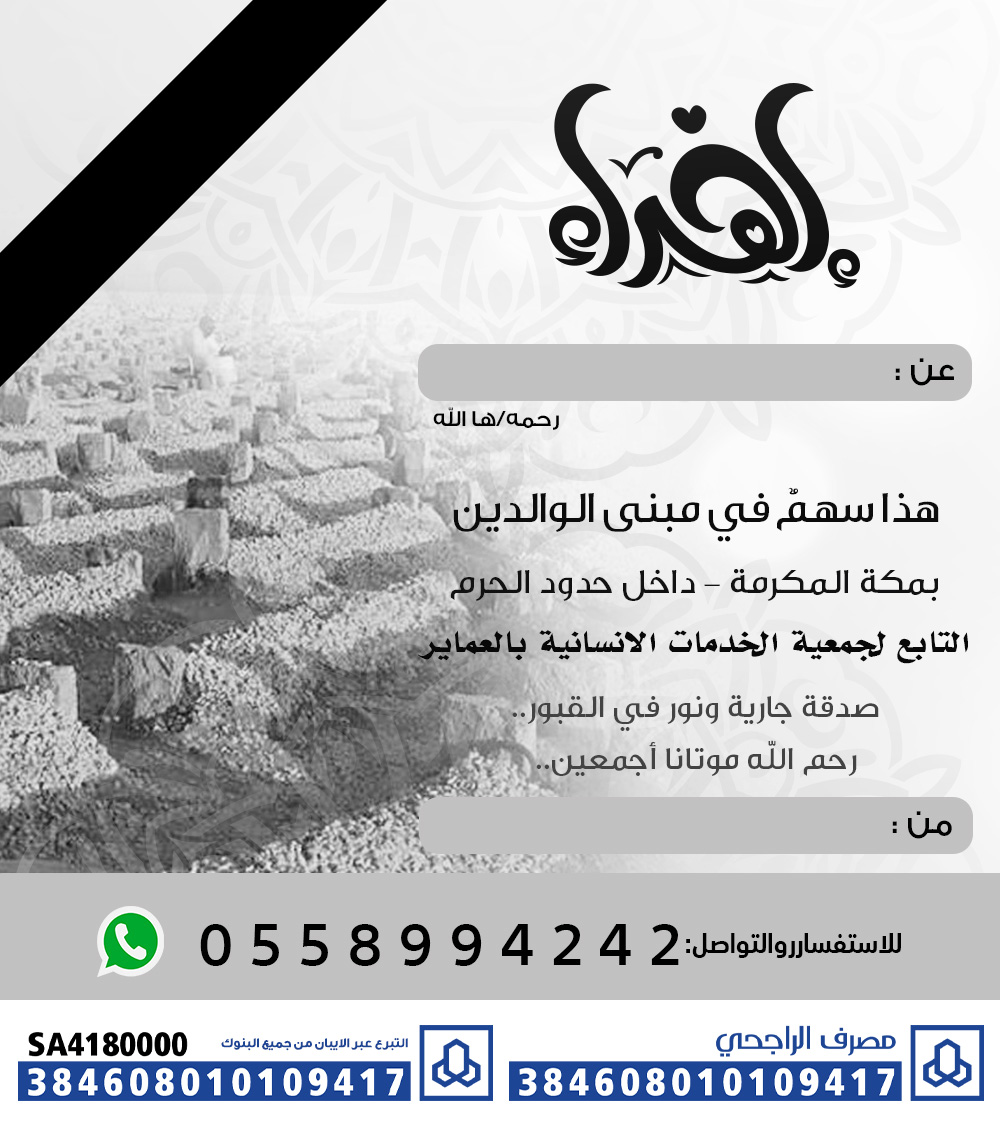 إلى الفقراء
عن :
رحمه/ها الله
هذا سهمٌ في مبنى الوالدين
بمكة المكرمة – داخل حدود الحرم
التابع لجمعية الخدمات الانسانية بالعماير
صدقة جارية ونور في القبور..
رحم الله موتانا أجمعين..
من :
للاستفسارروالتواصل: 0558994242
مصرف الراجحي
384608010109417
التبرع عبر الايبان من جميع البنوك
SA4180000
384608010109417